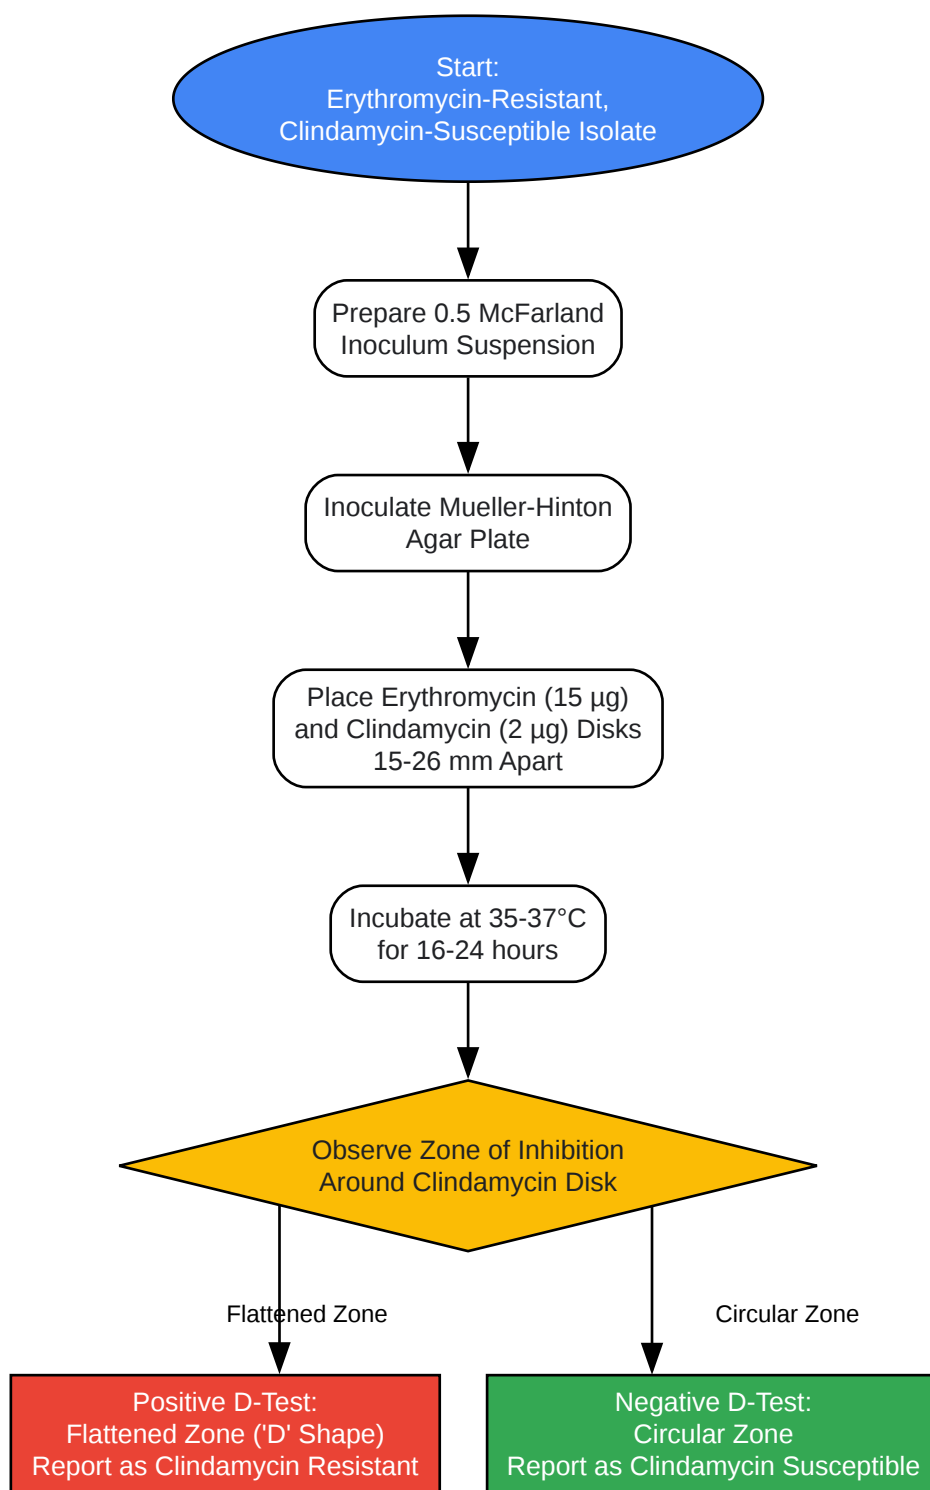 Start:
Erythromycin-Resistant,
Clindamycin-Susceptible Isolate
Prepare 0.5 McFarland
Inoculum Suspension
Inoculate Mueller-Hinton
Agar Plate
Place Erythromycin (15 µg)
and Clindamycin (2 µg) Disks
15-26 mm Apart
Incubate at 35-37°C
for 16-24 hours
Observe Zone of Inhibition
Around Clindamycin Disk
Flattened Zone
Circular Zone
Positive D-Test:
Flattened Zone ('D' Shape)
Report as Clindamycin Resistant
Negative D-Test:
Circular Zone
Report as Clindamycin Susceptible